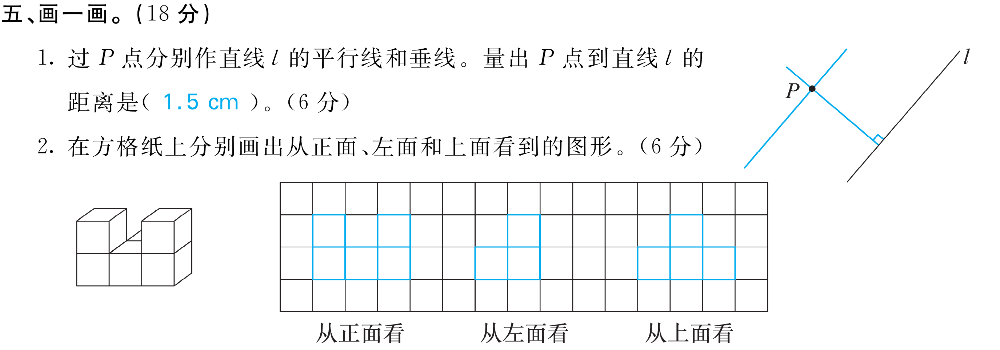 五、画一画。(18 分)
1. 过 P 点分别作直线 l 的平行线和垂线。量出 P 点到直线 l 的
距离是( 1.5 cm )。(6 分)
l
P
2. 在方格纸上分别画出从正面、左面和上面看到的图形。(6 分)
从正面看 从左面看 从上面看